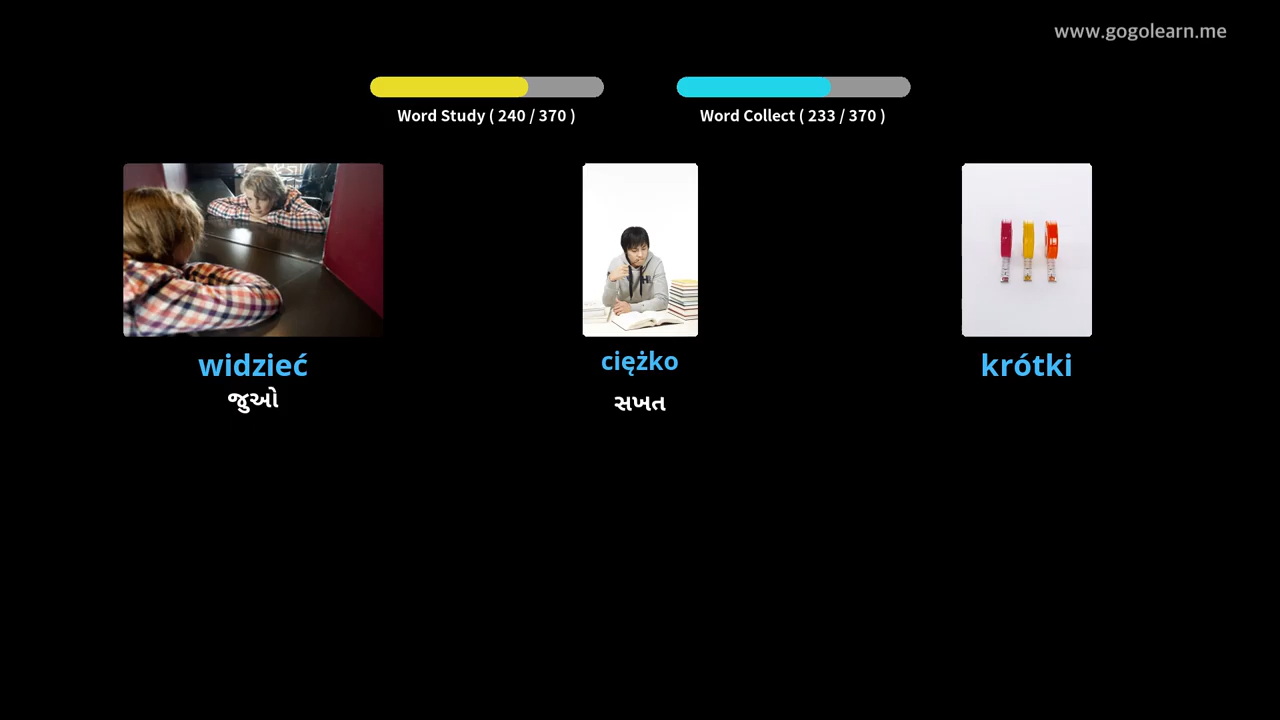 www.gogolearn.me
Word Study ( 240 / 370 )
Word Collect ( 233 / 370 )
widzieć
જુઓ
ciężko
સખત
krótki